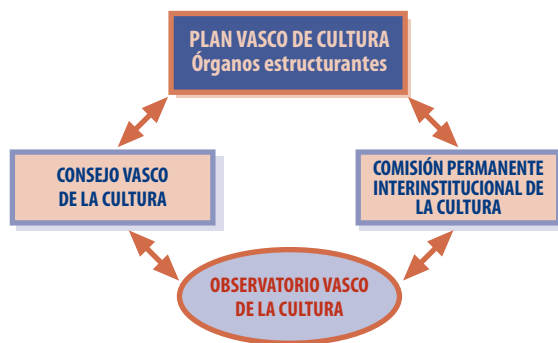 PLAN VASCO DE CULTURA
Órganos estructurantes
CONSEJO VASCO
DE LA CULTURA
COMISIÓN PERMANENTE
INTERINSTITUCIONAL DE
LA CULTURA
OBSERVATORIO VASCO
DE LA CULTURA